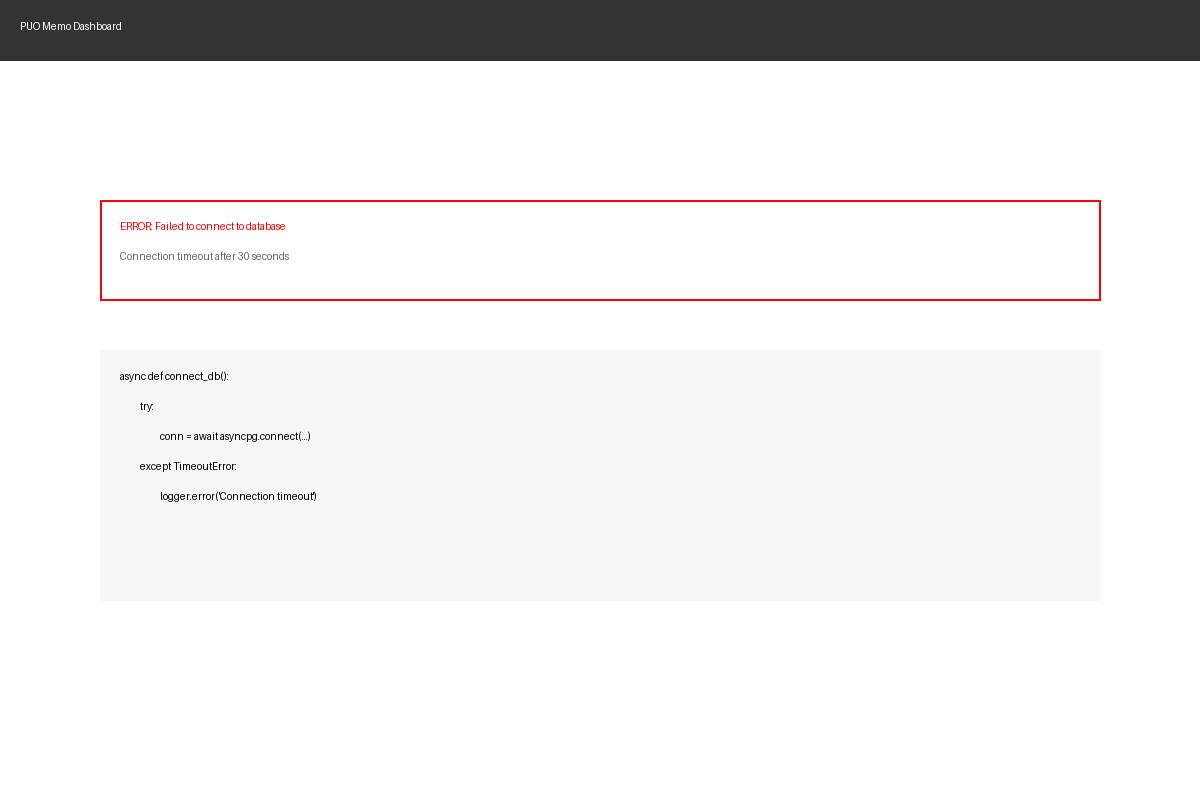 PUO Memo Dashboard
ERROR: Failed to connect to database
Connection timeout after 30 seconds
async def connect_db():
try:
conn = await asyncpg.connect(...)
except TimeoutError:
logger.error('Connection timeout')